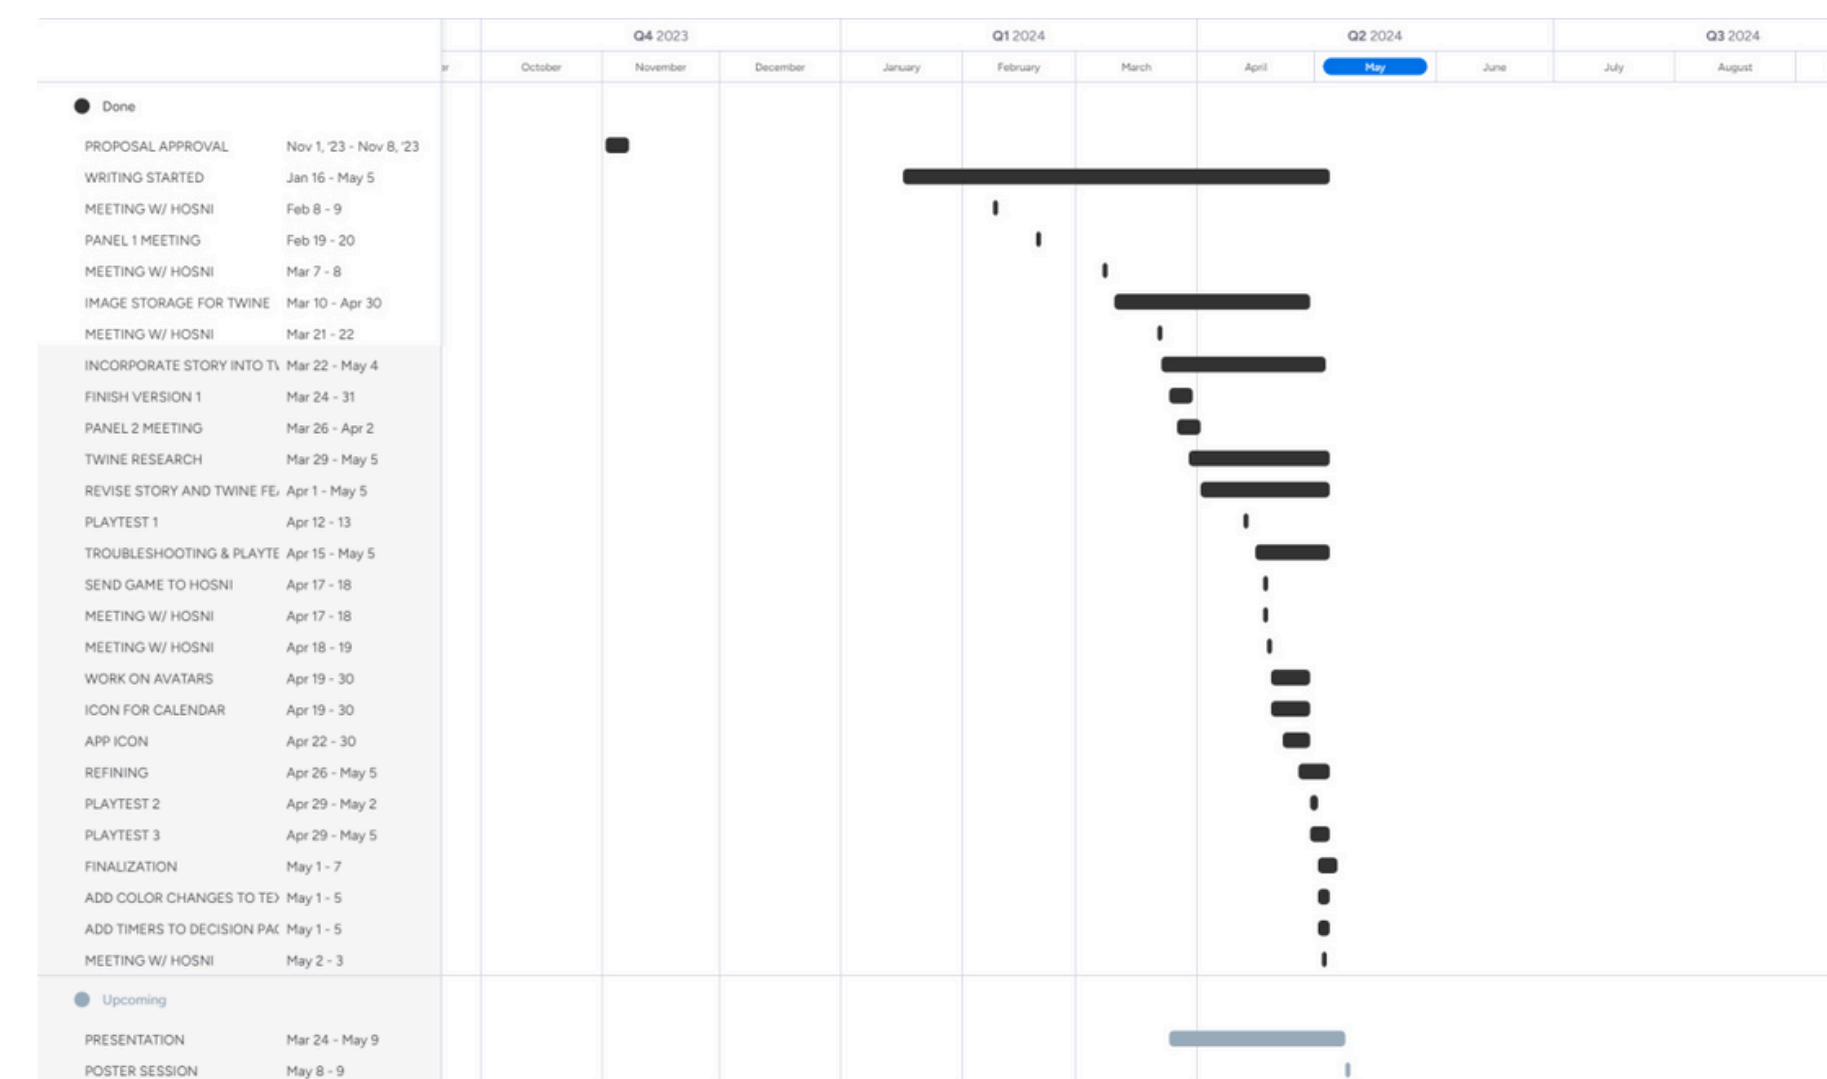 Q4 2023 Q1 2024 Q2 2024 Q3 2024
October November December January February March April May June July August
Done
PROPOSAL APPROVAL Nov 1, '23 - Nov 8, '23
WRITING STARTED Jan 16 - May 5
MEETING W/ HOSNI Feb 8 - 9
PANEL 1 MEETING Feb 19 - 20
MEETING W/ HOSNI Mar 7 - 8
IMAGE STORAGE FOR TWINE Mar 10 - Apr 30
MEETING W/ HOSNI Mar 21 - 22
INCORPORATE STORY INTO Mar 22 - May 4
FINISH VERSION 1 Mar 24 - 31
PANEL 2 MEETING Mar 26 - Apr 2
TWINE RESEARCH Mar 29 - May 5
REVISE STORY AND TWINE Apr 1 - May 5
PLAYTEST 1 Apr 12 - 13
TROUBLESHOOTING & PLAYTE Apr 15 - May 5
SEND GAME TO HOSNI Apr 17 - 18
MEETING W/ HOSNI Apr 17 - 18
MEETING W/ HOSNI Apr 18 - 19
WORK ON AVATARS Apr 19 - 30
ICON FOR CALENDAR Apr 19 - 30
APP ICON Apr 22 - 30
REFINING Apr 26 - May 5
PLAYTEST 2 Apr 29 - May 2
PLAYTEST 3 Apr 29 - May 5
FINALIZATION May 1 - 7
ADD COLOR CHANGES TO May 1 - 5
ADD TIMERS TO DECISION May 1 - 5
MEETING W/ HOSNI May 2 - 3
Upcoming
PRESENTATION Mar 24 - May 9
POSTER SESSION May 8 - 9